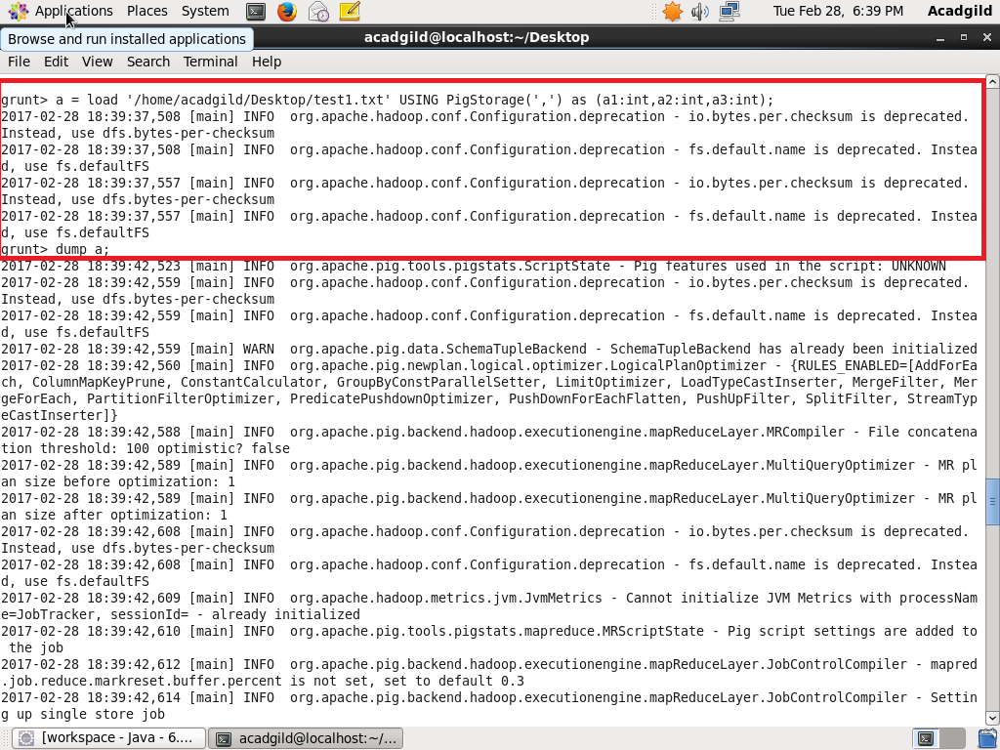 Applications Places System Tue Feb 28, 6:39 PM Acadgild
Browse and run installed applications
acadgild@localhost:~/Desktop
File Edit View Search Terminal Help
grunt> a = load '/home/acadgild/Desktop/test1.txt' USING PigStorage(',') as (a1:int,a2:int,a3:int);
2017-02-28 18:39:37,508 [main] INFO  org.apache.hadoop.conf.Configuration.deprecation - io.bytes.per.checksum is deprecated.
Instead, use dfs.bytes-per-checksum
2017-02-28 18:39:37,508 [main] INFO  org.apache.hadoop.conf.Configuration.deprecation - fs.default.name is deprecated. Instea
d, use fs.defaultFS
2017-02-28 18:39:37,557 [main] INFO  org.apache.hadoop.conf.Configuration.deprecation - io.bytes.per.checksum is deprecated.
Instead, use dfs.bytes-per-checksum
2017-02-28 18:39:37,557 [main] INFO  org.apache.hadoop.conf.Configuration.deprecation - fs.default.name is deprecated. Instea
d, use fs.defaultFS
grunt> dump a;
2017-02-28 18:39:42,523 [main] INFO  org.apache.pig.tools.pigstats.ScriptState - Pig features used in the script: UNKNOWN
2017-02-28 18:39:42,559 [main] INFO  org.apache.hadoop.conf.Configuration.deprecation - io.bytes.per.checksum is deprecated.
Instead, use dfs.bytes-per-checksum
2017-02-28 18:39:42,559 [main] INFO  org.apache.hadoop.conf.Configuration.deprecation - fs.default.name is deprecated. Instea
d, use fs.defaultFS
2017-02-28 18:39:42,559 [main] WARN  org.apache.pig.data.SchemaTupleBackend - SchemaTupleBackend has already been initialized
2017-02-28 18:39:42,560 [main] INFO  org.apache.pig.newplan.logical.optimizer.LogicalPlanOptimizer - {RULES_ENABLED=[AddForEa
ch, ColumnMapKeyPrune, ConstantCalculator, GroupByConstParallelSetter, LimitOptimizer, LoadTypeCastInserter, MergeFilter, Mer
geForEach, PartitionFilterOptimizer, PredicatePushdownOptimizer, PushDownForEachFlatten, PushUpFilter, SplitFilter, StreamTyp
eCastInserter]}
2017-02-28 18:39:42,588 [main] INFO  org.apache.pig.backend.hadoop.executionengine.mapReduceLayer.MRCompiler - File concatena
tion threshold: 100 optimistic? false
2017-02-28 18:39:42,589 [main] INFO  org.apache.pig.backend.hadoop.executionengine.mapReduceLayer.MultiQueryOptimizer - MR pl
an size before optimization: 1
2017-02-28 18:39:42,589 [main] INFO  org.apache.pig.backend.hadoop.executionengine.mapReduceLayer.MultiQueryOptimizer - MR pl
an size after optimization: 1
2017-02-28 18:39:42,608 [main] INFO  org.apache.hadoop.conf.Configuration.deprecation - io.bytes.per.checksum is deprecated.
Instead, use dfs.bytes-per-checksum
2017-02-28 18:39:42,608 [main] INFO  org.apache.hadoop.conf.Configuration.deprecation - fs.default.name is deprecated. Instea
d, use fs.defaultFS
2017-02-28 18:39:42,609 [main] INFO  org.apache.hadoop.metrics.jvm.JvmMetrics - Cannot initialize JVM Metrics with processNam
e=JobTracker, sessionId= - already initialized
2017-02-28 18:39:42,610 [main] INFO  org.apache.pig.tools.pigstats.mapreduce.MRScriptState - Pig script settings are added to
 the job
2017-02-28 18:39:42,612 [main] INFO  org.apache.pig.backend.hadoop.executionengine.mapReduceLayer.JobControlCompiler - mapred
.job.reduce.markreset.buffer.percent is not set, set to default 0.3
2017-02-28 18:39:42,614 [main] INFO  org.apache.pig.backend.hadoop.executionengine.mapReduceLayer.JobControlCompiler - Settin
g up single store job
[workspace - Java - 6.... acadgild@localhost:~/...